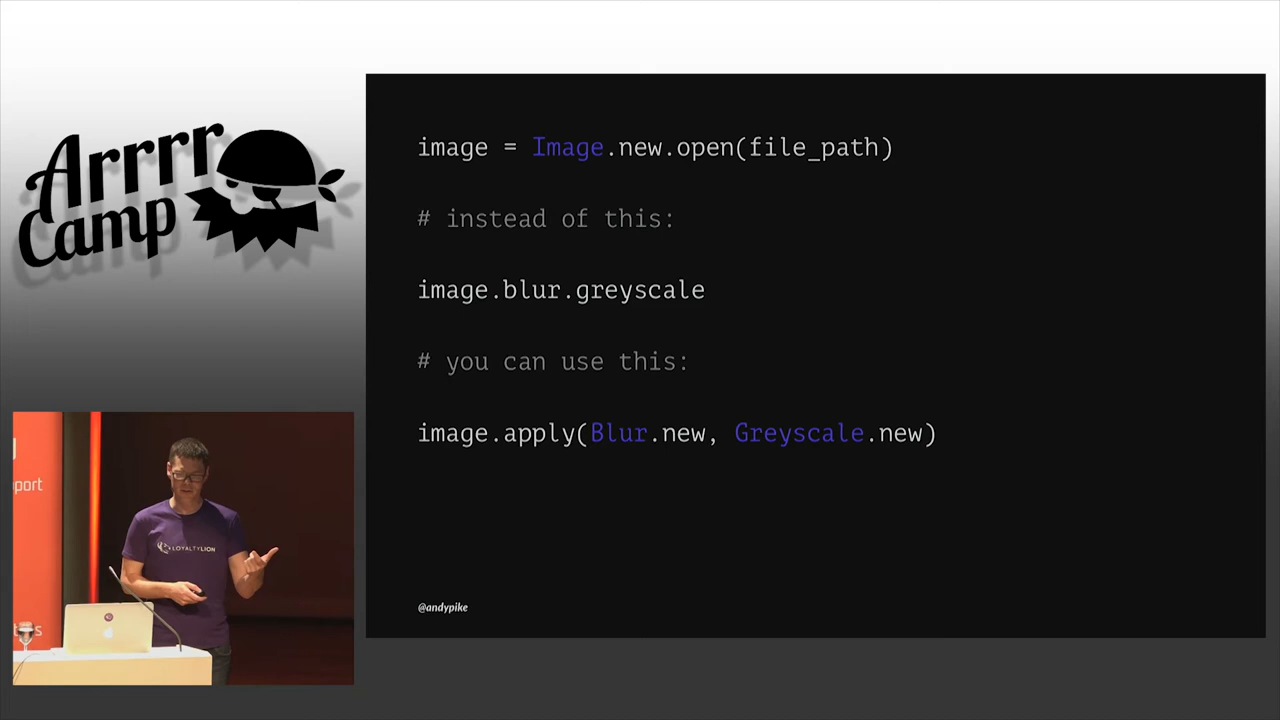 Arrrr
Camp
image = Image.new.open(file_path)
# instead of this:
image.blur.greyscale
# you can use this:
image.apply(Blur.new, Greyscale.new)
@andypike
port
LOYALTYLION